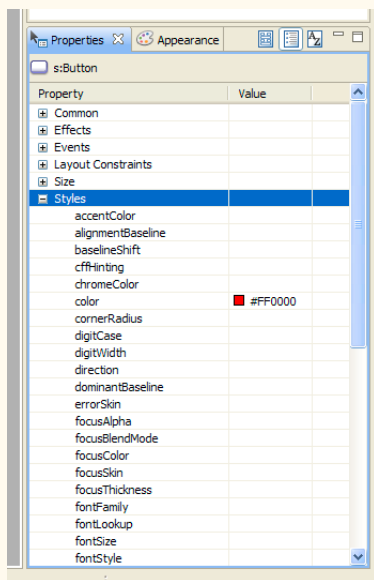 Properties Appearance
s:Button
Property Value
Common
Effects
Events
Layout Constraints
Size
Styles
accentColor
alignmentBaseline
baselineShift
cffHinting
chromeColor
color #FF0000
cornerRadius
digitCase
digitWidth
direction
dominantBaseline
errorSkin
focusAlpha
focusBlendMode
focusColor
focusSkin
focusThickness
fontFamily
fontLookup
fontSize
fontStyle